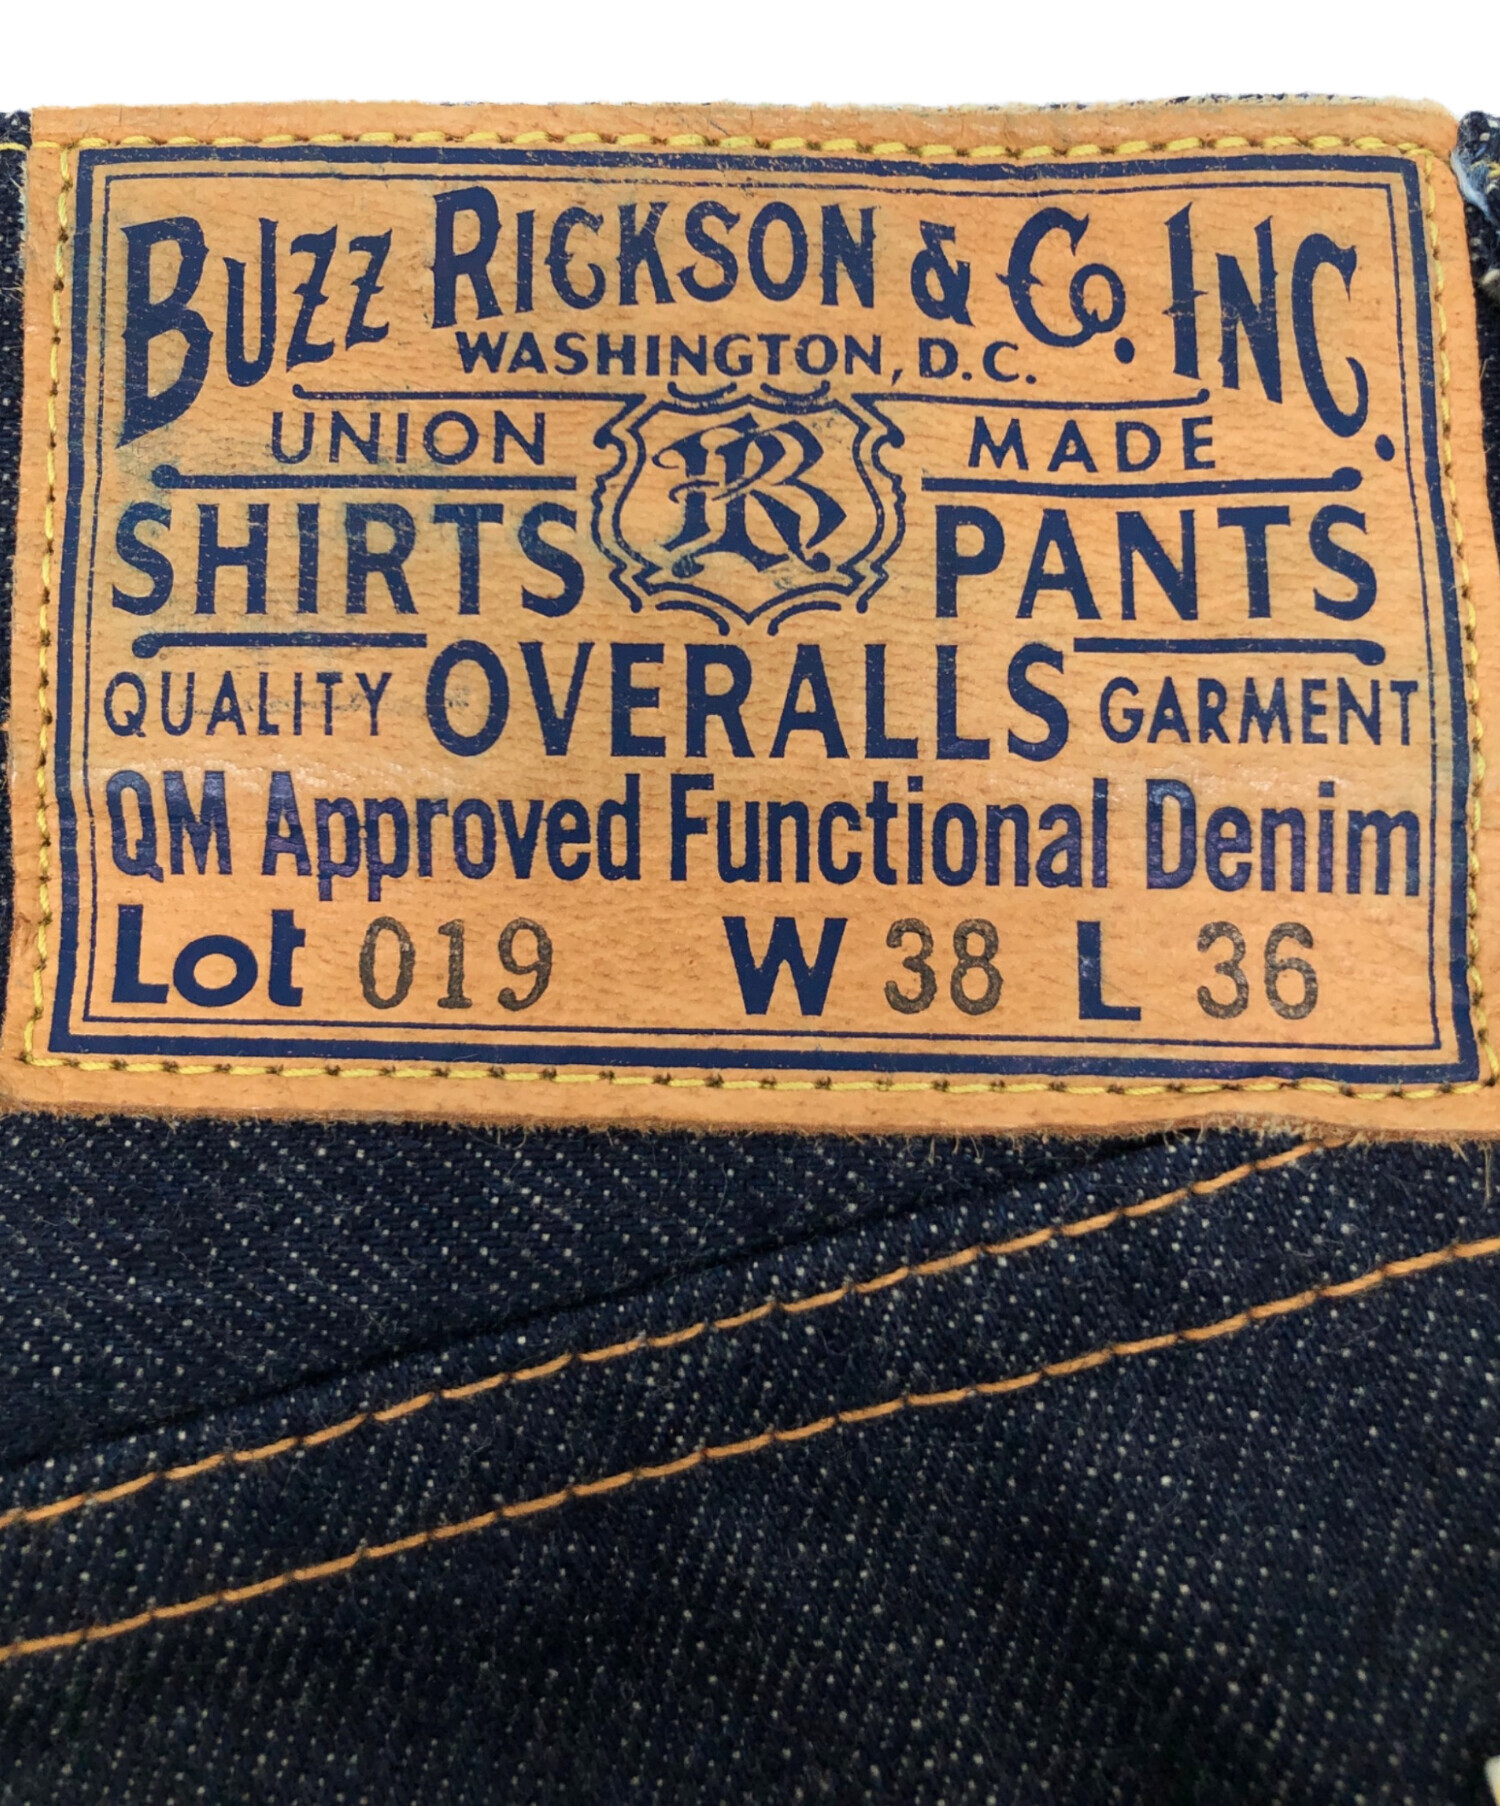 BUZZ RICKSON & Co. INC.
WASHINGTON, D.C.
UNION MADE
BR
SHIRTS PANTS
QUALITY OVERALLS GARMENT
QM Approved Functional Denim
Lot 019 W 38 L 36